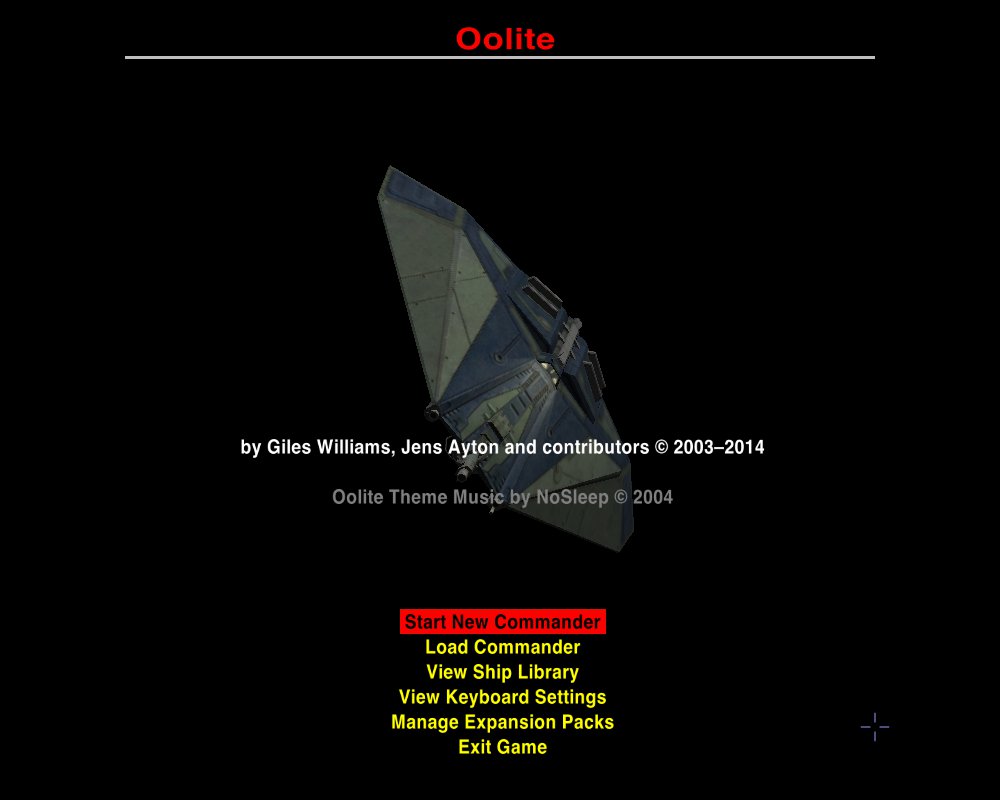 Oolite
by Giles Williams, Jens Ayton and contributors © 2003–2014
Oolite Theme Music by NoSleep © 2004
Start New Commander
Load Commander
View Ship Library
View Keyboard Settings
Manage Expansion Packs
Exit Game